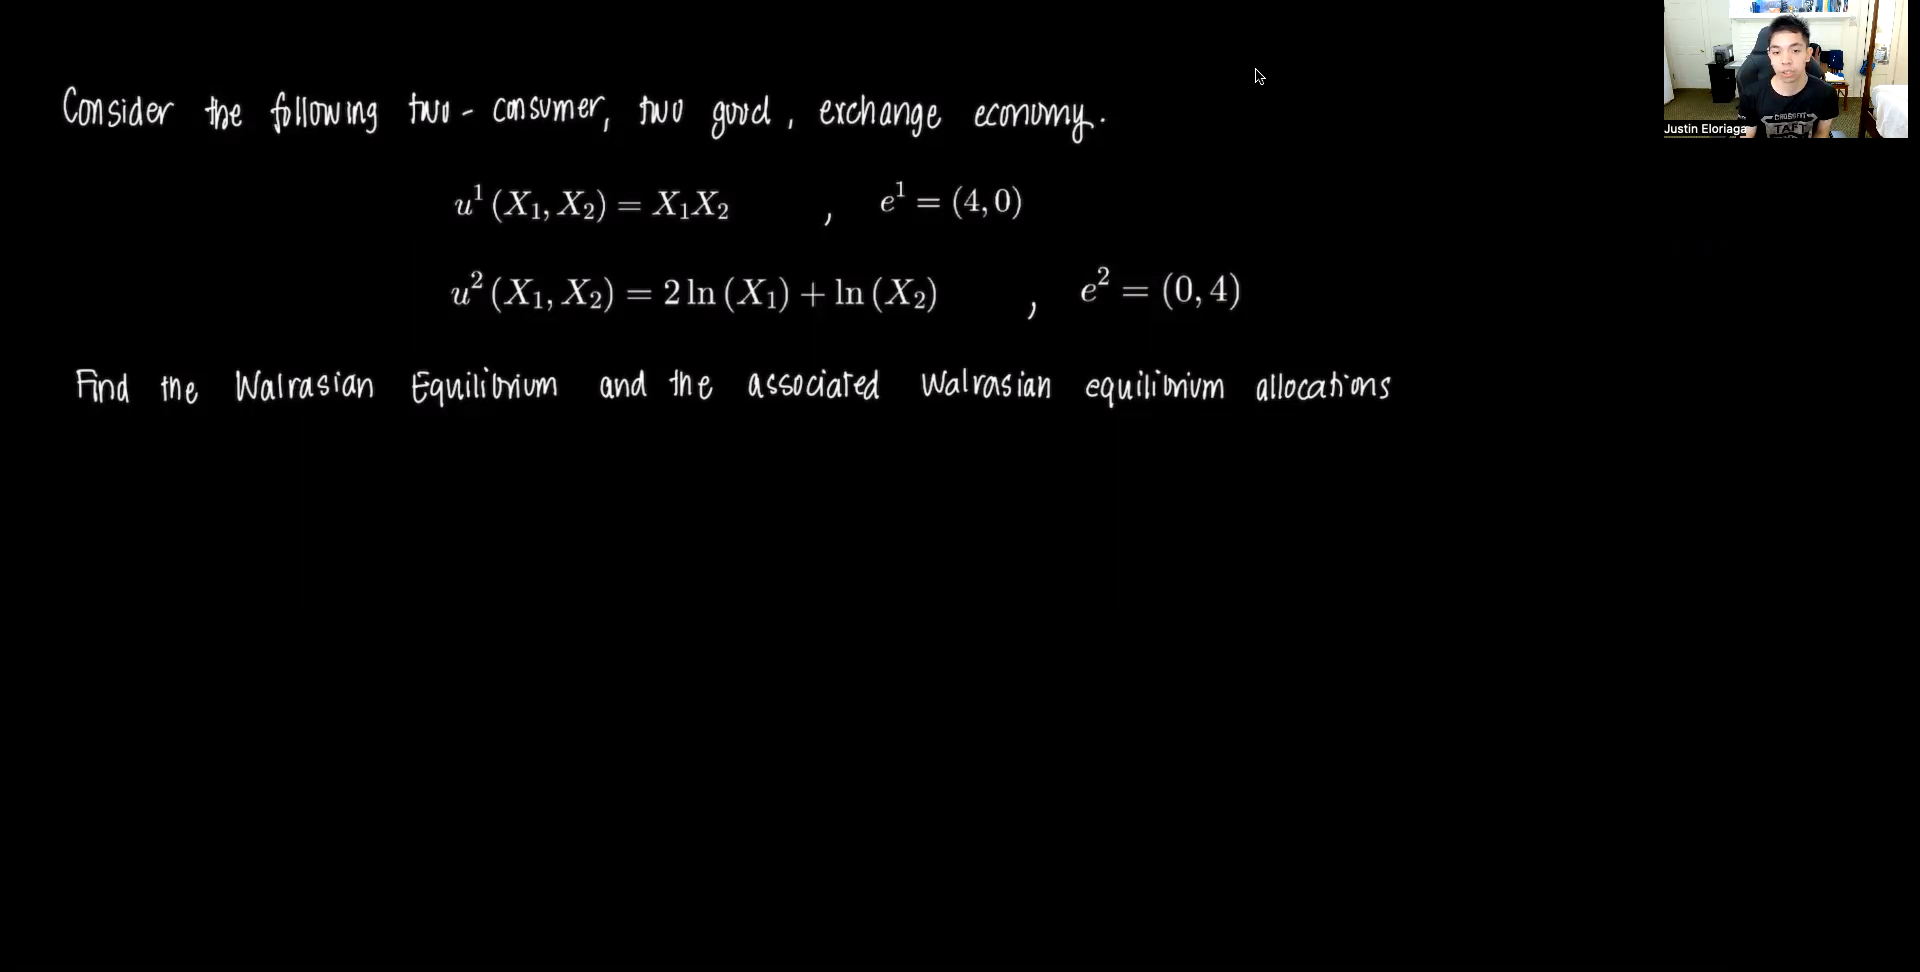 Consider the following two-consumer, two good, exchange economy.
u¹(X₁, X₂) = X₁X₂ , e¹ = (4, 0)
u²(X₁, X₂) = 2 ln (X₁) + ln (X₂) , e² = (0, 4)
Find the Walrasian Equilibrium and the associated Walrasian equilibrium allocations
Justin Eloriaga
CROSSFIT
TAFT